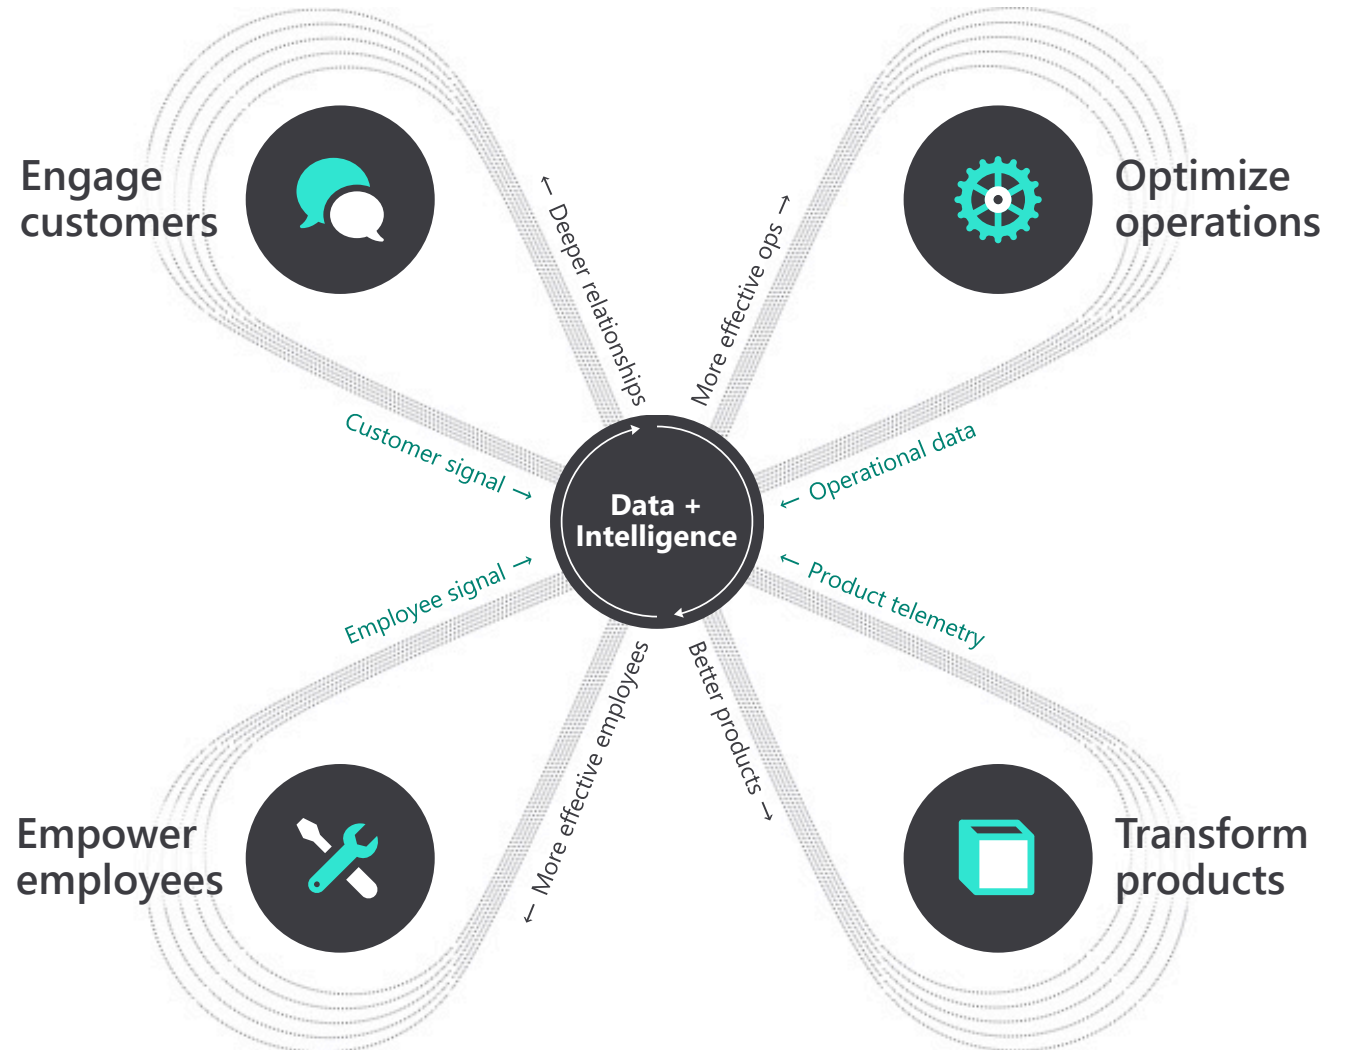 Engage
customers
Optimize
operations
← Deeper relationships
More effective ops →
Customer signal →
← Operational data
Data +
Intelligence
Employee signal →
← Product telemetry
← More effective employees
Better products →
Empower
employees
Transform
products